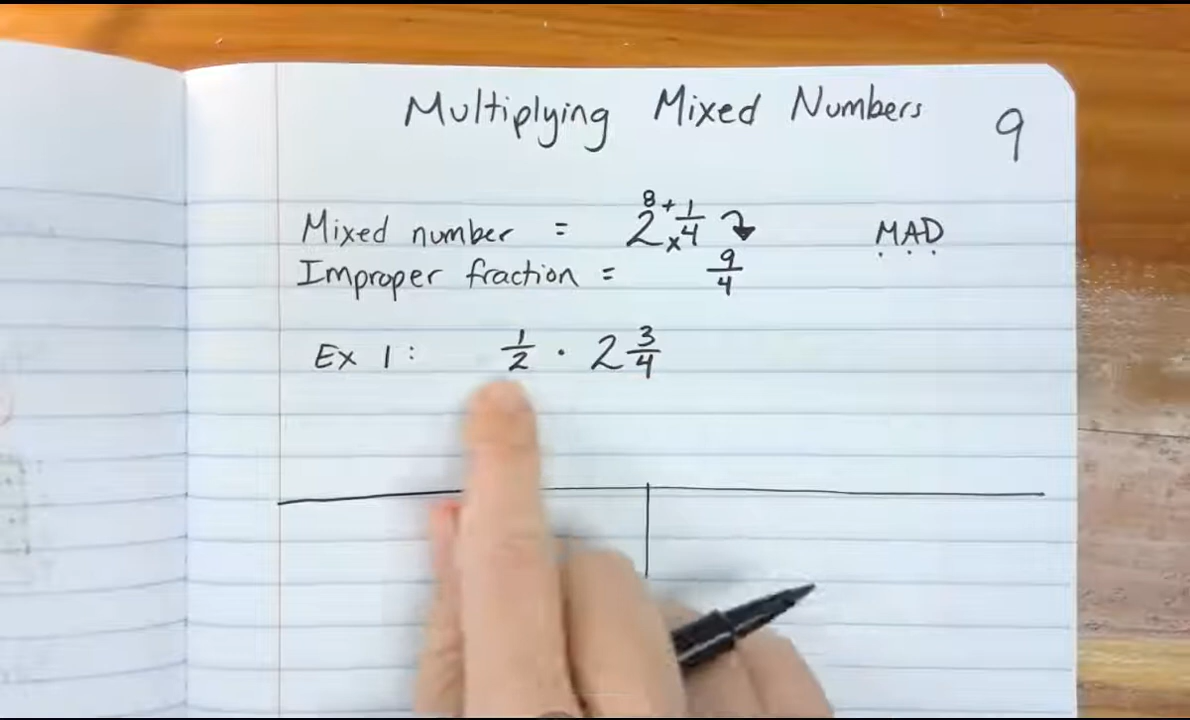 Multiplying Mixed Numbers 9
Mixed number = 2 8 + 1/4 x MAD
Improper fraction = 9/4
Ex 1: 1/2 · 2 3/4